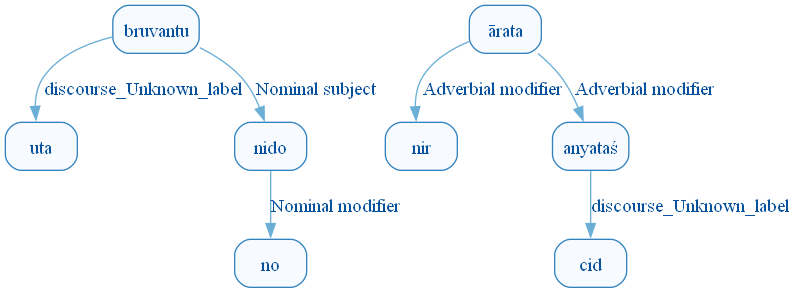 bruvantu ārata
discourse_Unknown_label Nominal subject Adverbial modifier Adverbial modifier
uta nido nir anyataś
Nominal modifier discourse_Unknown_label
no cid